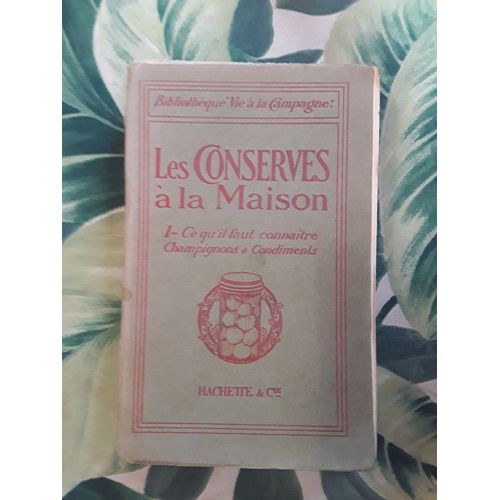 Bibliothèque "Vie à la Campagne"
Les CONSERVES
à la Maison
I- Ce qu'il faut connaître
Champignons & Condiments
HACHETTE & Cie